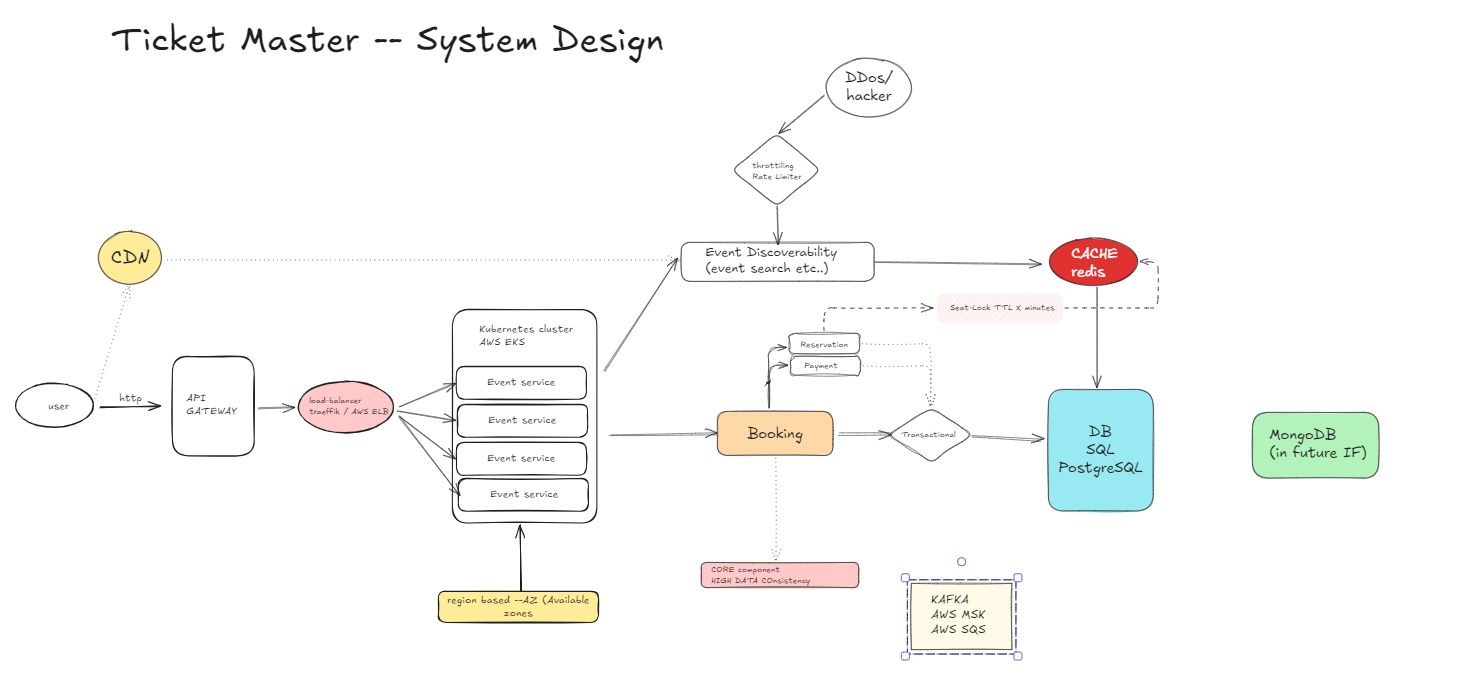 Ticket Master -- System Design
DDos/
hacker
throttling
Rate Limiter
CDN
Event Discoverability
(event search etc..)
CACHE
redis
Seat-Lock TTL X minutes
Kubernetes cluster
AWS EKS
Reservation
Payment
Event service
Event service
Event service
Event service
user
http
API
GATEWAY
load-balancer
traeffik / AWS ELB
Booking
Transactional
DB
SQL
PostgreSQL
MongoDB
(in future IF)
CORE component
HIGH DATA COnsistency
region based --AZ (Available
zones
KAFKA
AWS MSK
AWS SQS